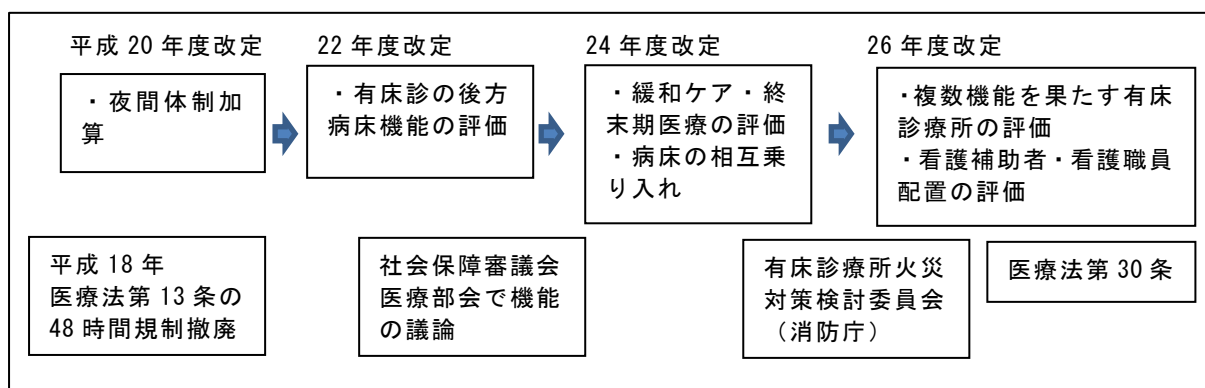 平成 20 年度改定
・夜間体制加
算
22 年度改定
・有床診の後方
病床機能の評価
24 年度改定
・緩和ケア・終
末期医療の評価
・病床の相互乗
り入れ
26 年度改定
・複数機能を果たす有床
診療所の評価
・看護補助者・看護職員
配置の評価
平成 18 年
医療法第 13 条の
48 時間規制撤廃
社会保障審議会
医療部会で機能
の議論
有床診療所火災
対策検討委員会
（消防庁）
医療法第 30 条